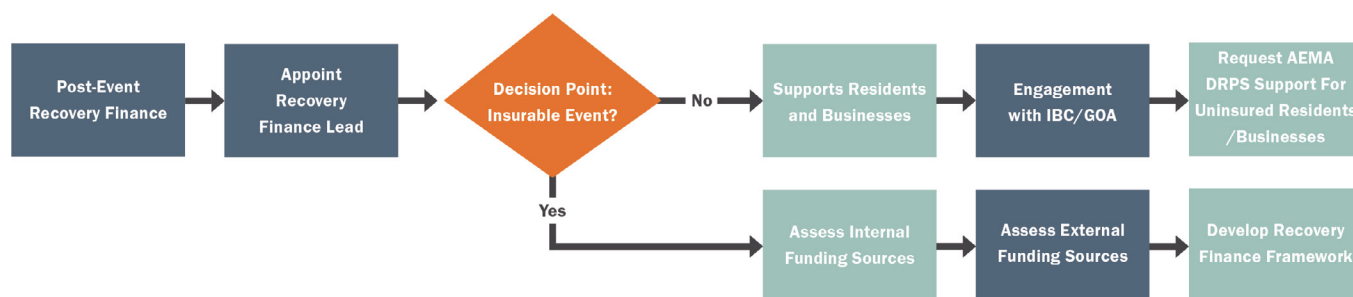 Post-Event
Recovery Finance
Appoint
Recovery
Finance Lead
Decision Point:
Insurable Event?
No
Supports Residents
and Businesses
Engagement
with IBC/GOA
Request AEMA
DRPS Support For
Uninsured Residents
/Businesses
Yes
Assess Internal
Funding Sources
Assess External
Funding Sources
Develop Recovery
Finance Framework